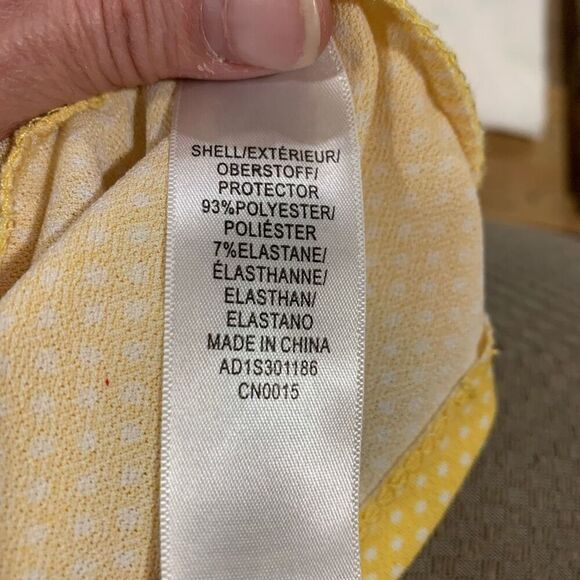 SHELL/EXTÉRIEUR/
OBERSTOFF/
PROTECTOR
93%POLYESTER/
POLIÉSTER
7%ELASTANE/
ÉLASTHANNE/
ELASTHAN/
ELASTANO
MADE IN CHINA
AD1S301186
CN0015